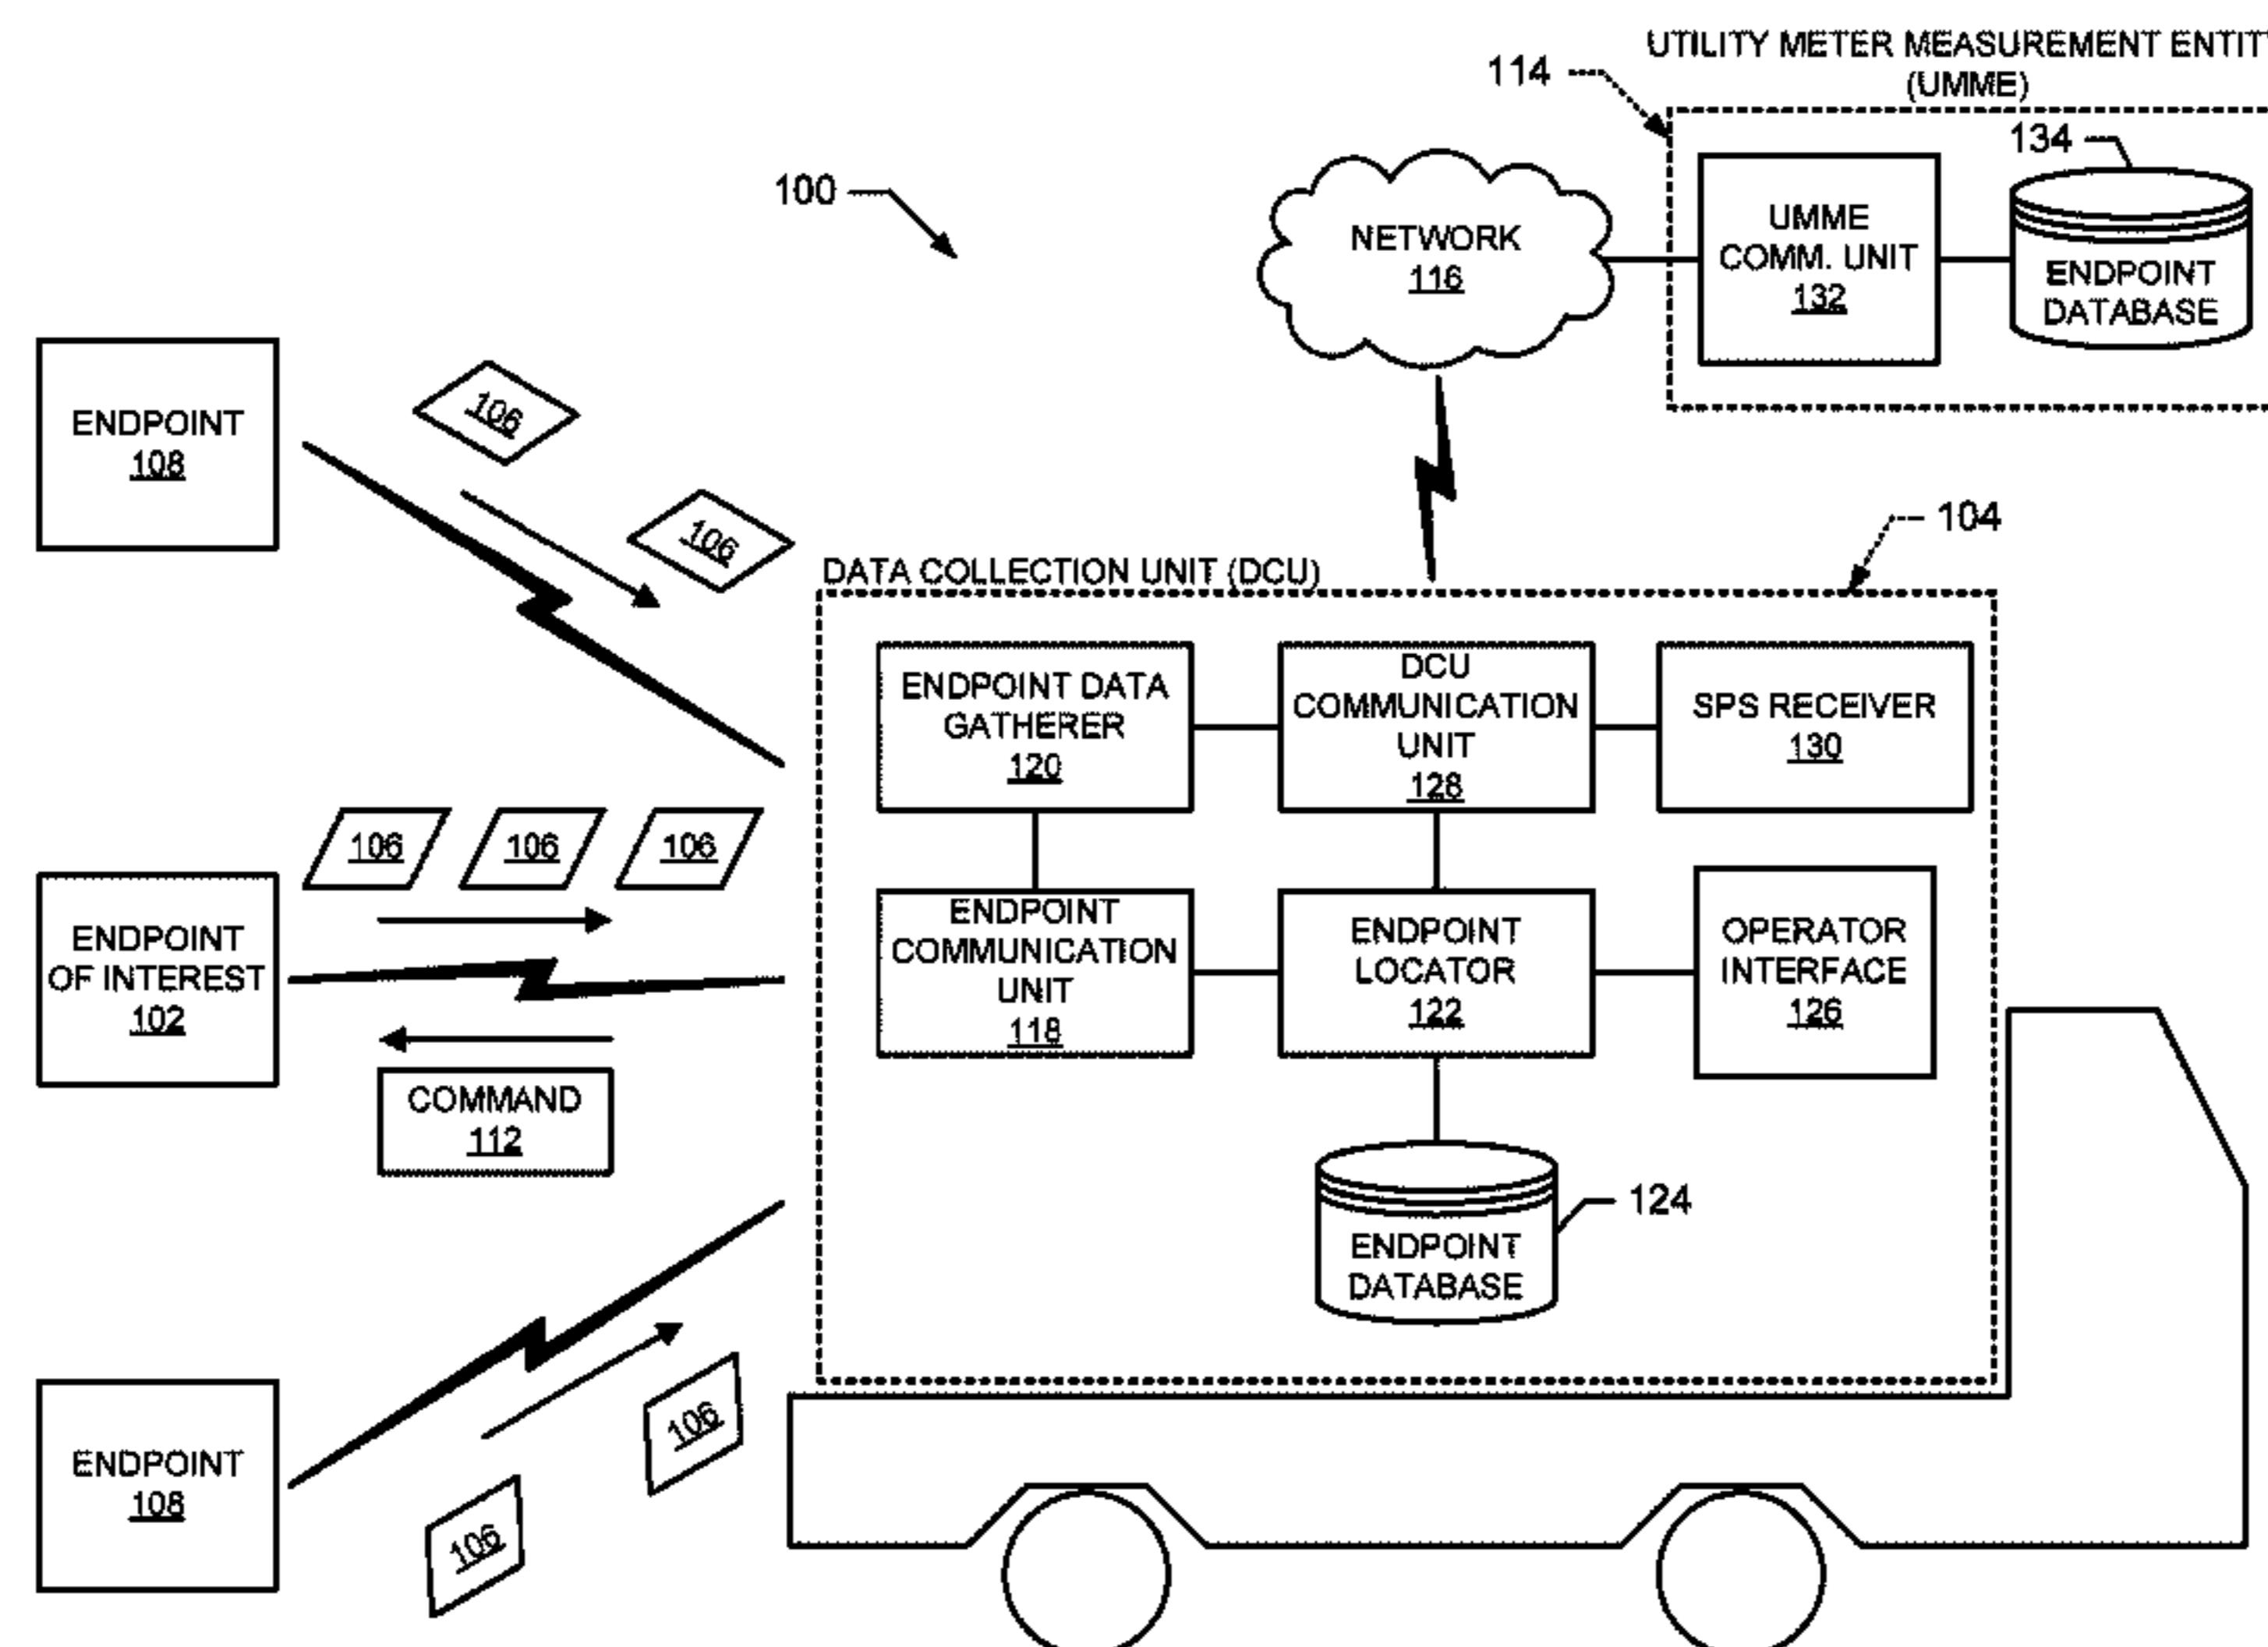 UTILITY METER MEASUREMENT ENTIT
(UMME)
114
134
100
NETWORK
116
UMME
COMM. UNIT
132
ENDPOINT
DATABASE
ENDPOINT
108
106
106
104
DATA COLLECTION UNIT (DCU)
ENDPOINT DATA
GATHERER
120
DCU
COMMUNICATION
UNIT
128
SPS RECEIVER
130
106
106
106
ENDPOINT
OF INTEREST
102
ENDPOINT
COMMUNICATION
UNIT
118
ENDPOINT
LOCATOR
122
OPERATOR
INTERFACE
126
COMMAND
112
124
ENDPOINT
DATABASE
ENDPOINT
108
106
106